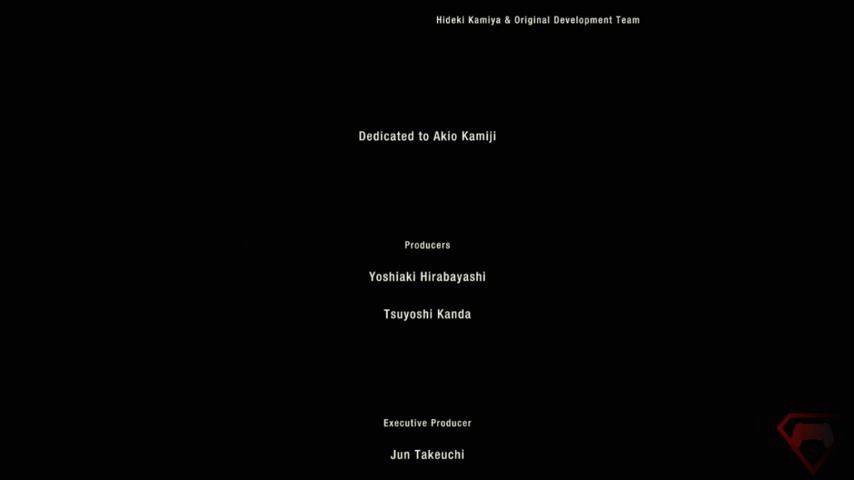 Hideki Kamiya & Original Development Team
Dedicated to Akio Kamiji
Producers
Yoshiaki Hirabayashi
Tsuyoshi Kanda
Executive Producer
Jun Takeuchi